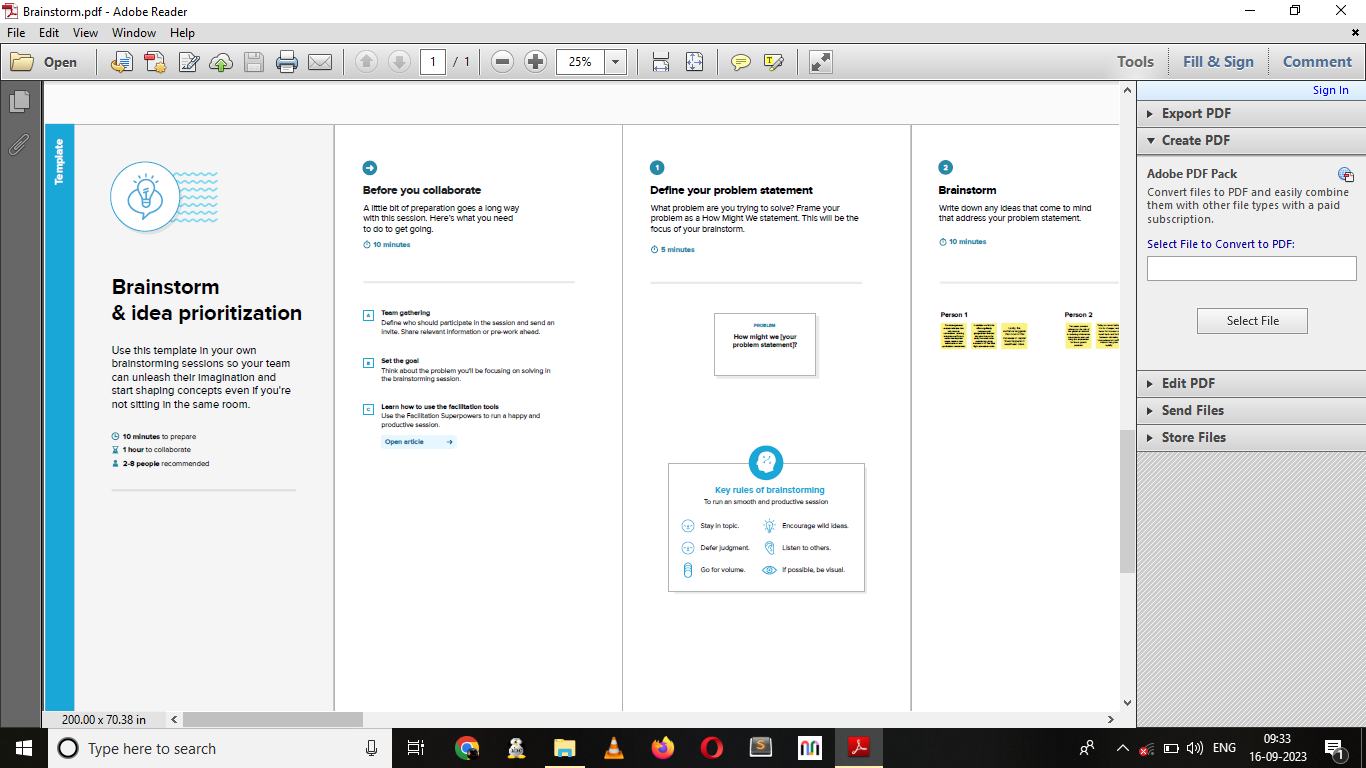 Brainstorm.pdf - Adobe Reader
File Edit View Window Help
Open
1 / 1
25%
Tools
Fill & Sign
Comment
Sign In
Export PDF
Create PDF
Adobe PDF Pack
Convert files to PDF and easily combine
them with other file types with a paid
subscription.
Select File to Convert to PDF:
Select File
Edit PDF
Send Files
Store Files
Template
Brainstorm
& idea prioritization
Use this template in your own
brainstorming sessions so your team
can unleash their imagination and
start shaping concepts even if you're
not sitting in the same room.
10 minutes to prepare
1 hour to collaborate
2-8 people recommended
Before you collaborate
A little bit of preparation goes a long way
with this session. Here's what you need
to do to get going.
10 minutes
A
Team gathering
Define who should participate in the session and send an
invite. Share relevant information or pre-work ahead.
B
Set the goal
Think about the problem you'll be focusing on solving in
the brainstorming session.
C
Learn how to use the facilitation tools
Use the Facilitation Superpowers to run a happy and
productive session.
Open article
1
Define your problem statement
What problem are you trying to solve? Frame your
problem as a How Might We statement. This will be the
focus of your brainstorm.
5 minutes
PROBLEM
How might we [your
problem statement]?
Key rules of brainstorming
To run an smooth and productive session
Stay in topic.
Encourage wild ideas.
Defer judgment.
Listen to others.
Go for volume.
If possible, be visual.
2
Brainstorm
Write down any ideas that come to mind
that address your problem statement.
10 minutes
Person 1
Person 2
200.00 x 70.38 in
Type here to search
ENG
09:33
16-09-2023
1